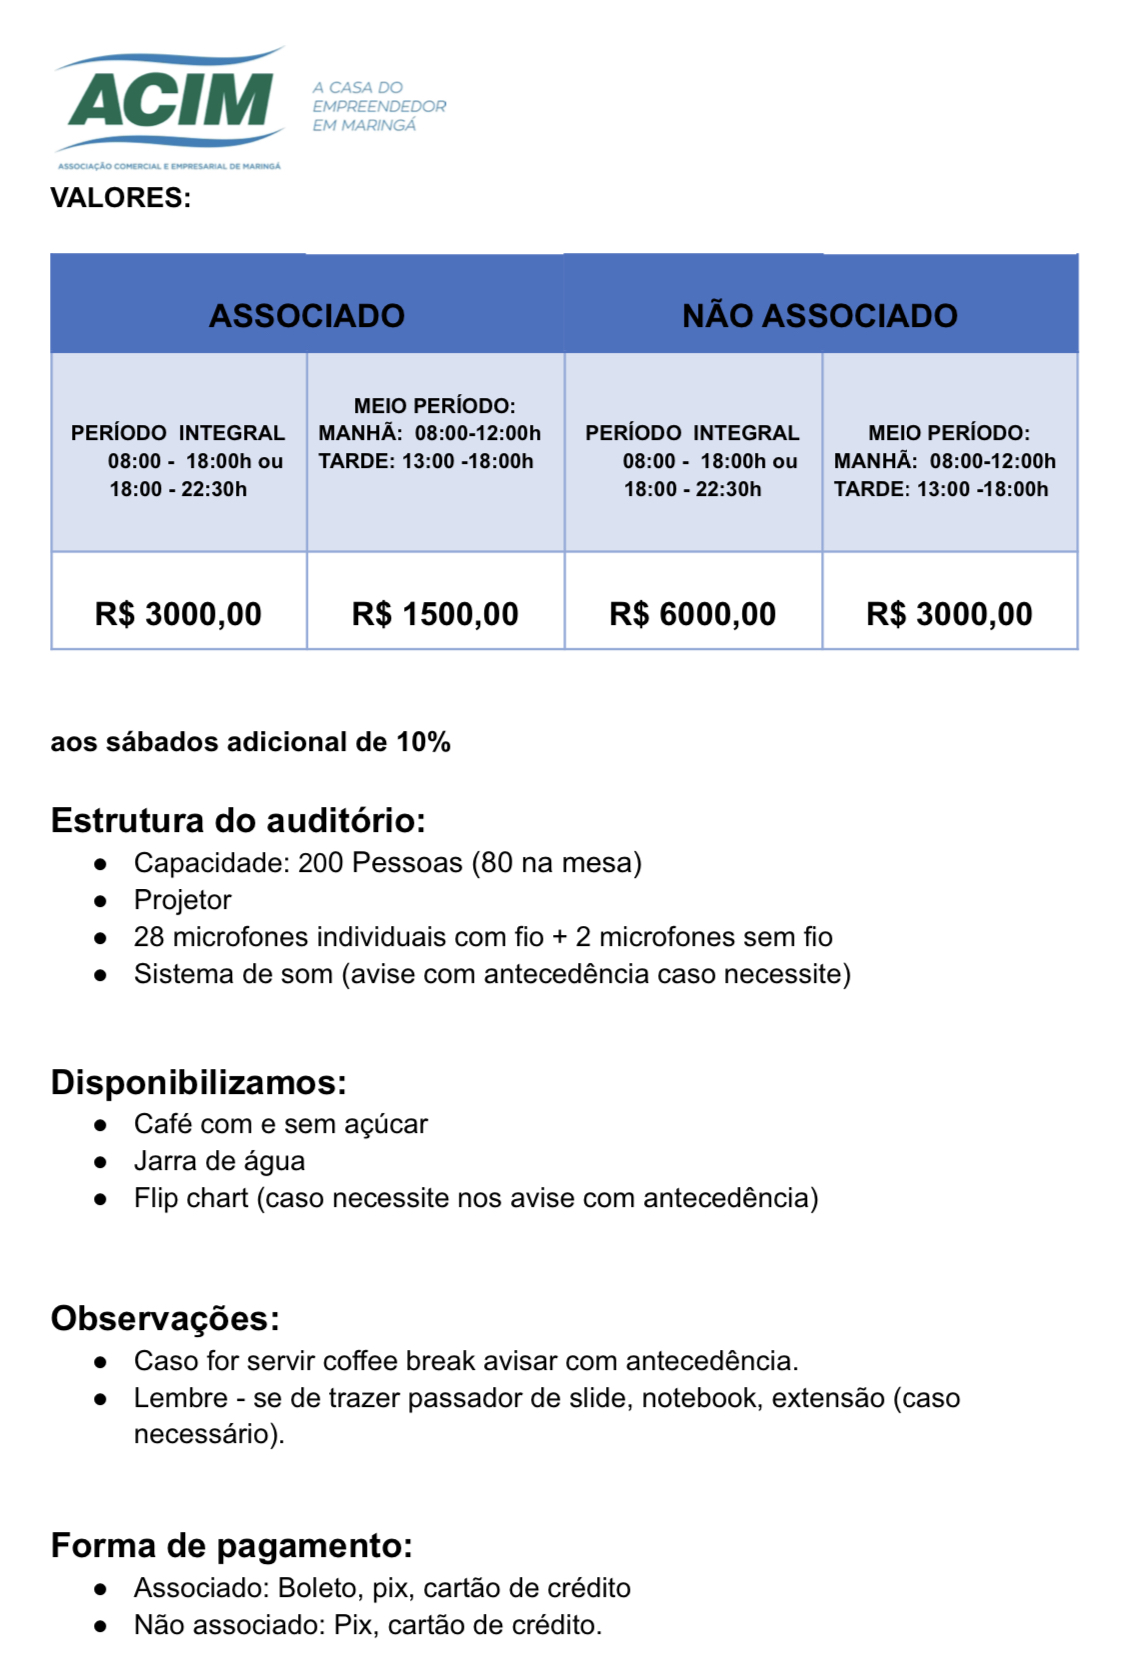 ACIM
A CASA DO
EMPREENDEDOR
EM MARINGÁ
ASSOCIAÇÃO COMERCIAL E EMPRESARIAL DE MARINGÁ
VALORES:
ASSOCIADO NÃO ASSOCIADO
PERÍODO INTEGRAL
08:00 - 18:00h ou
18:00 - 22:30h
MEIO PERÍODO:
MANHÃ: 08:00-12:00h
TARDE: 13:00 -18:00h
PERÍODO INTEGRAL
08:00 - 18:00h ou
18:00 - 22:30h
MEIO PERÍODO:
MANHÃ: 08:00-12:00h
TARDE: 13:00 -18:00h
R$ 3000,00 R$ 1500,00 R$ 6000,00 R$ 3000,00
aos sábados adicional de 10%
Estrutura do auditório:
● Capacidade: 200 Pessoas (80 na mesa)
● Projetor
● 28 microfones individuais com fio + 2 microfones sem fio
● Sistema de som (avise com antecedência caso necessite)
Disponibilizamos:
● Café com e sem açúcar
● Jarra de água
● Flip chart (caso necessite nos avise com antecedência)
Observações:
● Caso for servir coffee break avisar com antecedência.
● Lembre - se de trazer passador de slide, notebook, extensão (caso
necessário).
Forma de pagamento:
● Associado: Boleto, pix, cartão de crédito
● Não associado: Pix, cartão de crédito.